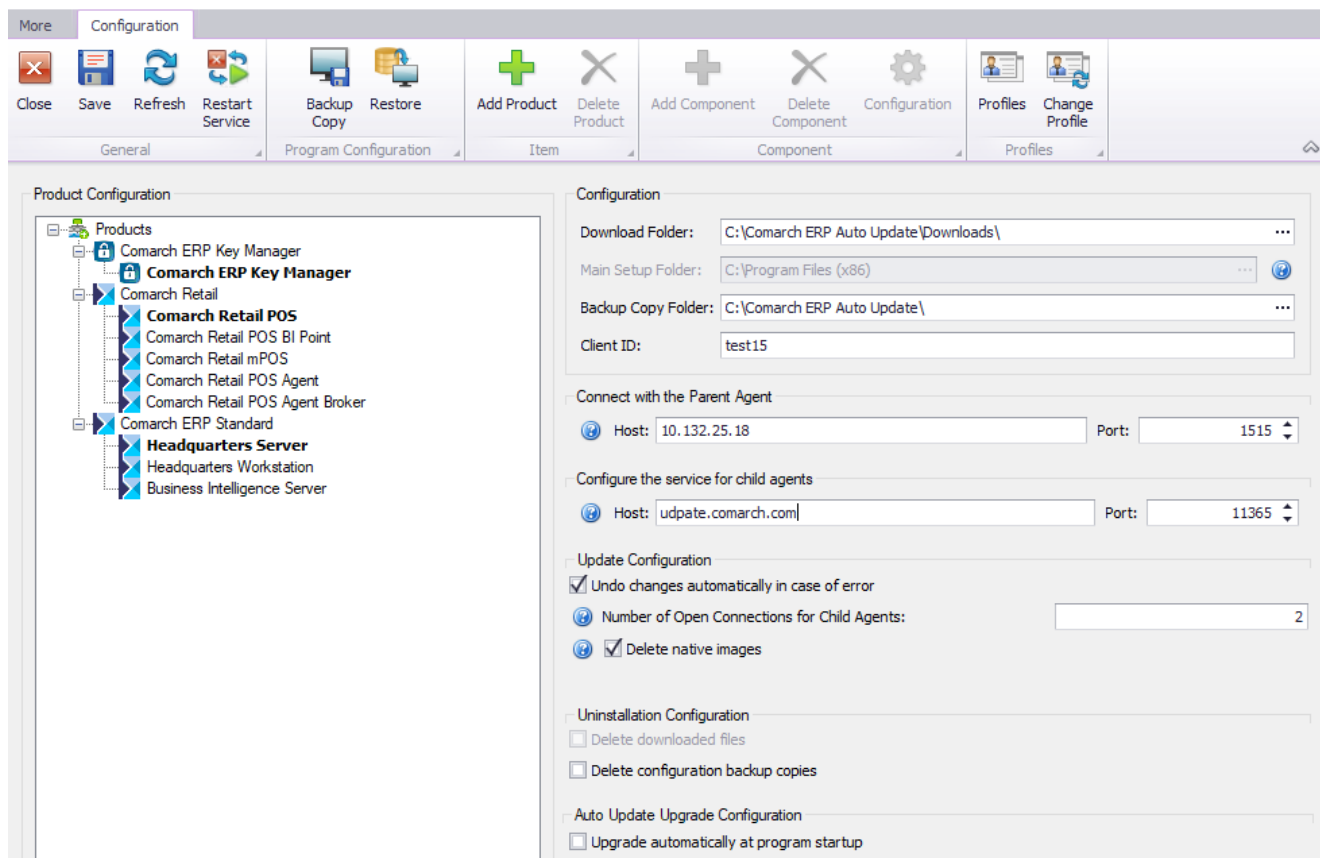 More Configuration
Close Save Refresh Restart Service Backup Copy Restore Add Product Delete Product Add Component Delete Component Configuration Profiles Change Profile
General Program Configuration Item Component Profiles
Product Configuration
Products
Comarch ERP Key Manager
Comarch ERP Key Manager
Comarch Retail
Comarch Retail POS
Comarch Retail POS BI Point
Comarch Retail mPOS
Comarch Retail POS Agent
Comarch Retail POS Agent Broker
Comarch ERP Standard
Headquarters Server
Headquarters Workstation
Business Intelligence Server
Configuration
Download Folder: C:\Comarch ERP Auto Update\Downloads\ ...
Main Setup Folder: C:\Program Files (x86) ...
Backup Copy Folder: C:\Comarch ERP Auto Update\ ...
Client ID: test15
Connect with the Parent Agent
Host: 10.132.25.18 Port: 1515
Configure the service for child agents
Host: udpate.comarch.com Port: 11365
Update Configuration
Undo changes automatically in case of error
Number of Open Connections for Child Agents: 2
Delete native images
Uninstallation Configuration
Delete downloaded files
Delete configuration backup copies
Auto Update Upgrade Configuration
Upgrade automatically at program startup